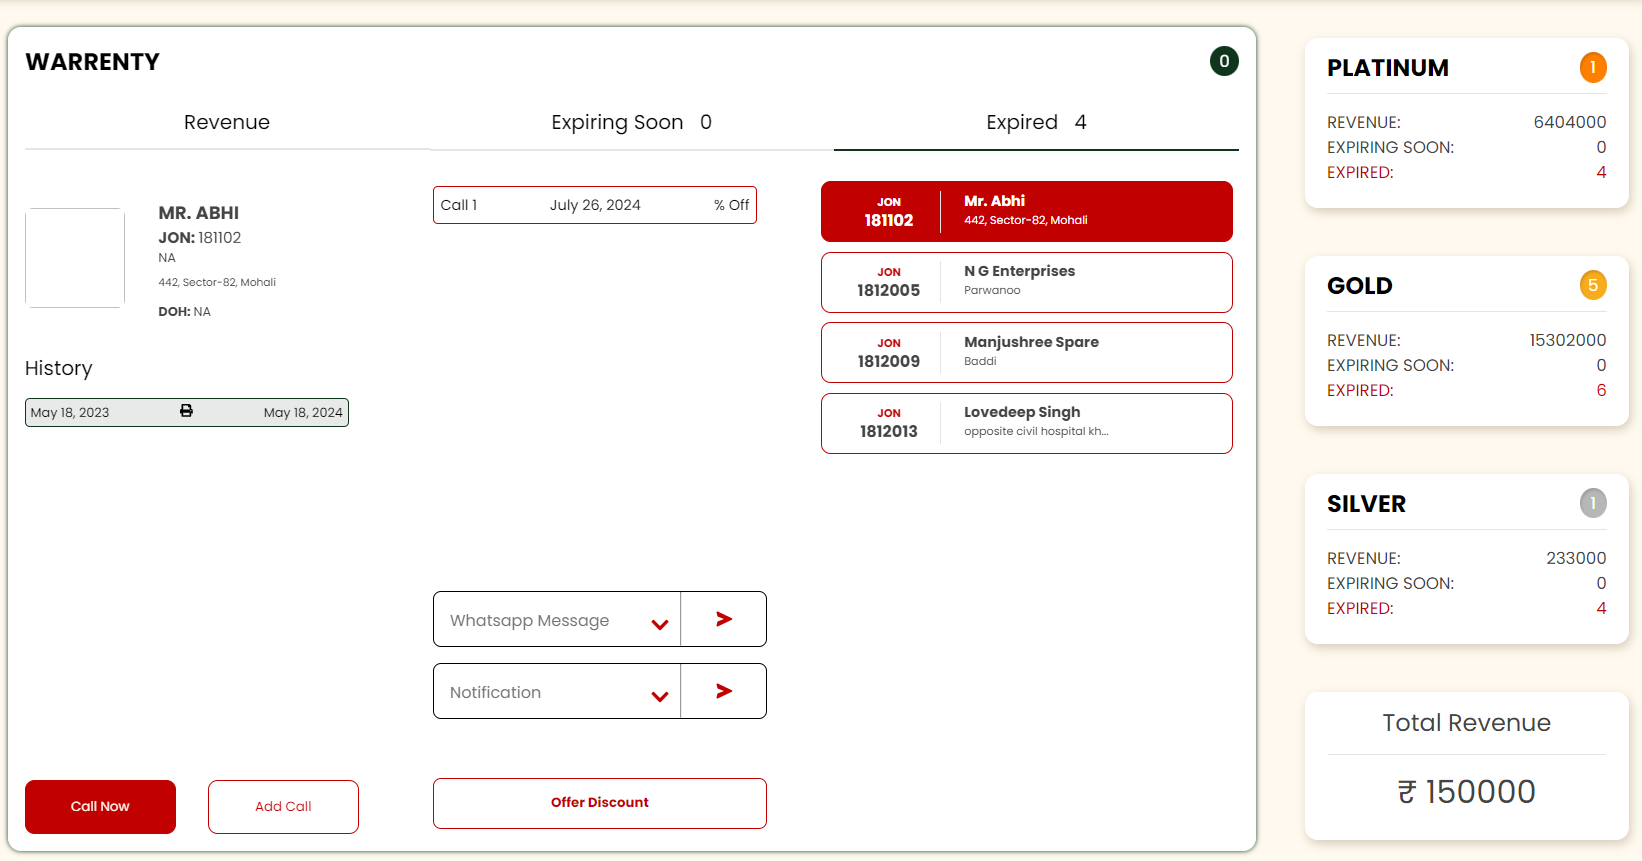 WARRENTY
0
Revenue
Expiring Soon 0
Expired 4
MR. ABHI
JON: 181102
NA
442, Sector-82, Mohali
DOH: NA
History
May 18, 2023 May 18, 2024
Call 1 July 26, 2024 % Off
Whatsapp Message
Notification
Call Now
Add Call
Offer Discount
JON
181102
Mr. Abhi
442, Sector-82, Mohali
JON
1812005
N G Enterprises
Parwanoo
JON
1812009
Manjushree Spare
Baddi
JON
1812013
Lovedeep Singh
opposite civil hospital kh...
PLATINUM 1
REVENUE: 6404000
EXPIRING SOON: 0
EXPIRED: 4
GOLD 5
REVENUE: 15302000
EXPIRING SOON: 0
EXPIRED: 6
SILVER 1
REVENUE: 233000
EXPIRING SOON: 0
EXPIRED: 4
Total Revenue
₹ 150000